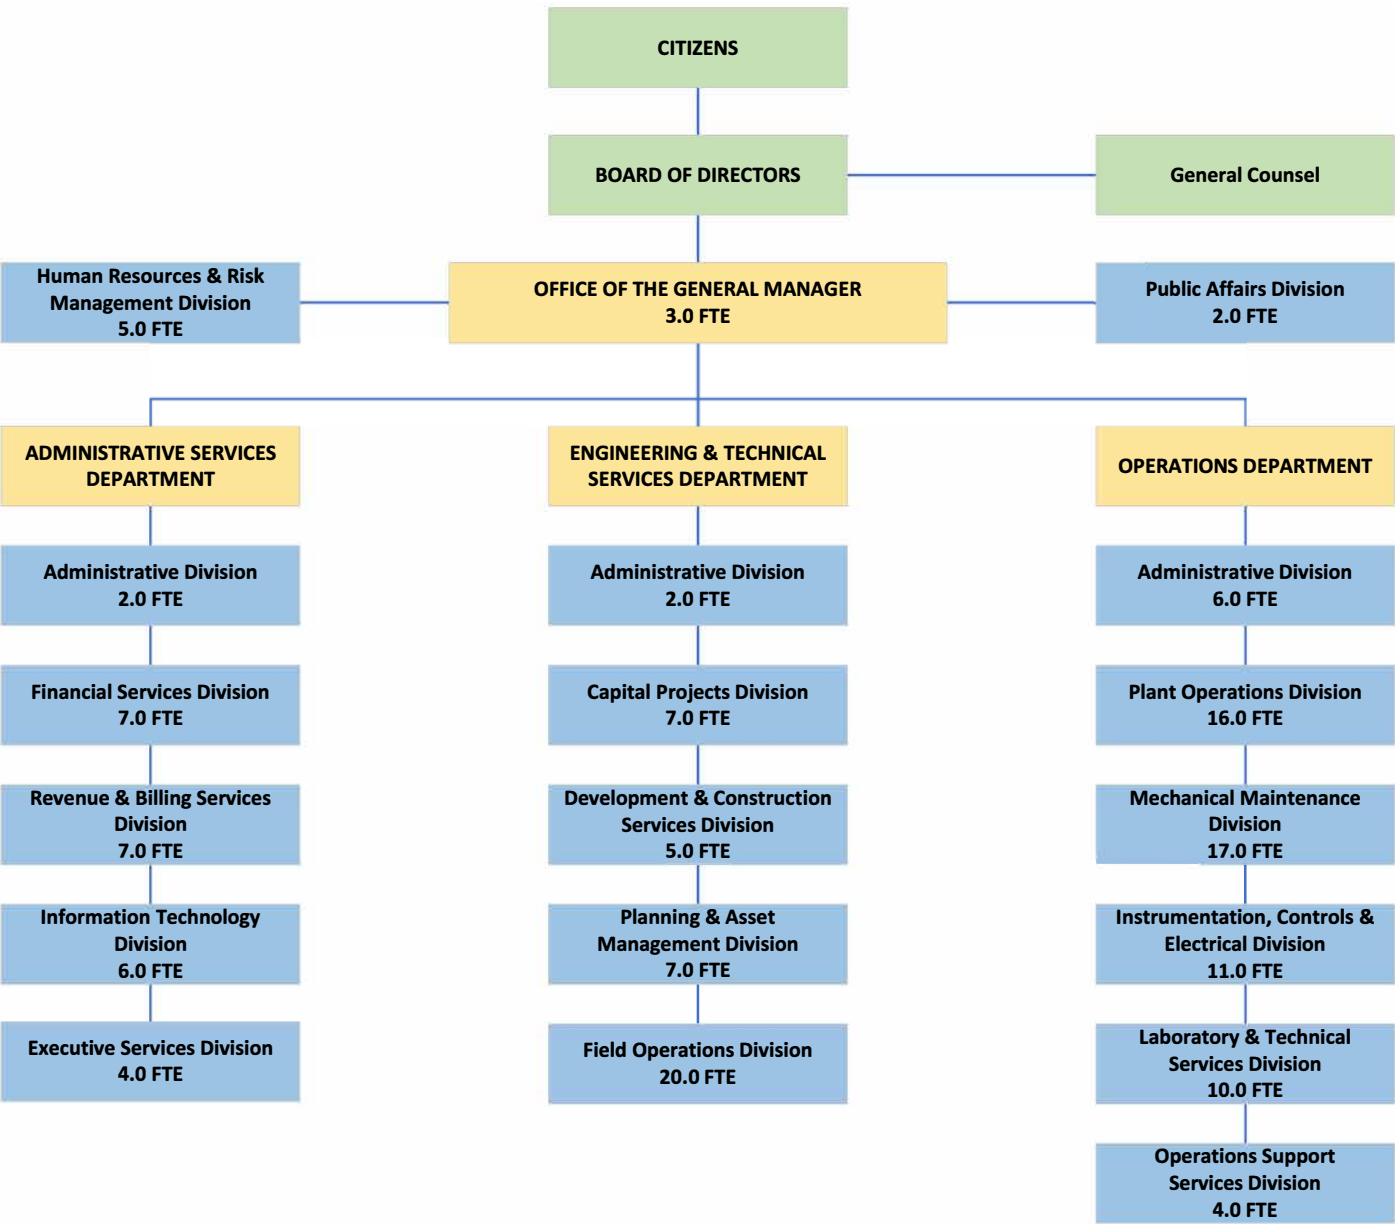 CITIZENS
BOARD OF DIRECTORS
General Counsel
Human Resources & Risk
Management Division
5.0 FTE
OFFICE OF THE GENERAL MANAGER
3.0 FTE
Public Affairs Division
2.0 FTE
ADMINISTRATIVE SERVICES
DEPARTMENT
Administrative Division
2.0 FTE
Financial Services Division
7.0 FTE
Revenue & Billing Services
Division
7.0 FTE
Information Technology
Division
6.0 FTE
Executive Services Division
4.0 FTE
ENGINEERING & TECHNICAL
SERVICES DEPARTMENT
Administrative Division
2.0 FTE
Capital Projects Division
7.0 FTE
Development & Construction
Services Division
5.0 FTE
Planning & Asset
Management Division
7.0 FTE
Field Operations Division
20.0 FTE
OPERATIONS DEPARTMENT
Administrative Division
6.0 FTE
Plant Operations Division
16.0 FTE
Mechanical Maintenance
Division
17.0 FTE
Instrumentation, Controls &
Electrical Division
11.0 FTE
Laboratory & Technical
Services Division
10.0 FTE
Operations Support
Services Division
4.0 FTE